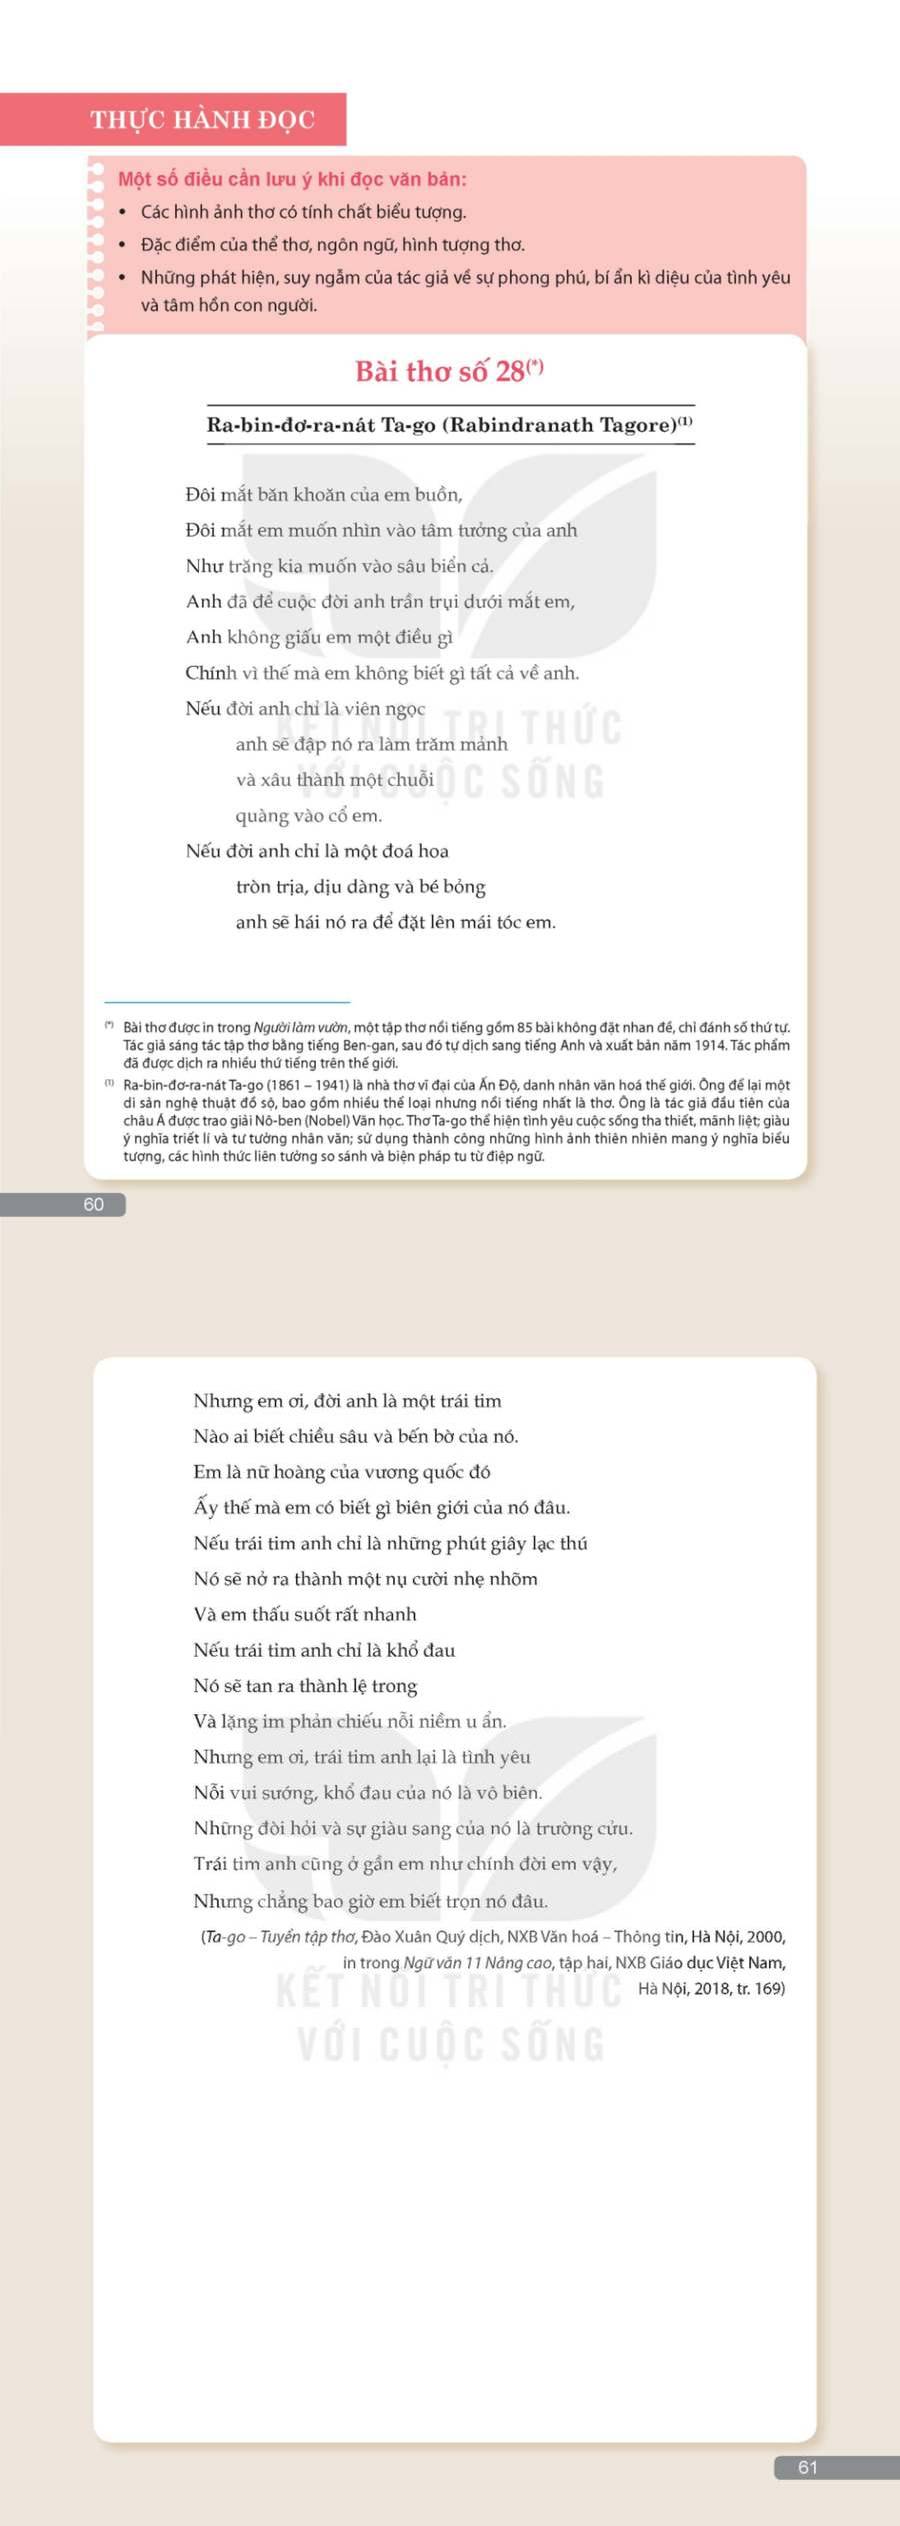 THỰC HÀNH ĐỌC
Một số điều cần lưu ý khi đọc văn bản:
• Các hình ảnh thơ có tính chất biểu tượng.
• Đặc điểm của thể thơ, ngôn ngữ, hình tượng thơ.
• Những phát hiện, suy ngẫm của tác giả về sự phong phú, bí ẩn kì diệu của tình yêu
và tâm hồn con người.
Bài thơ số 28(*)
Ra-bin-đơ-ra-nát Ta-go (Rabindranath Tagore)(1)
Đôi mắt băn khoăn của em buồn,
Đôi mắt em muốn nhìn vào tâm tưởng của anh
Như trăng kia muốn vào sâu biển cả.
Anh đã để cuộc đời anh trần trụi dưới mắt em,
Anh không giấu em một điều gì
Chính vì thế mà em không biết gì tất cả về anh.
Nếu đời anh chỉ là viên ngọc
anh sẽ đập nó ra làm trăm mảnh
và xâu thành một chuỗi
quàng vào cổ em.
Nếu đời anh chỉ là một đoá hoa
tròn trịa, dịu dàng và bé bỏng
anh sẽ hái nó ra để đặt lên mái tóc em.
KẾT NỐI TRI THỨC
VỚI CUỘC SỐNG
(*) Bài thơ được in trong Người làm vườn, một tập thơ nổi tiếng gồm 85 bài không đặt nhan đề, chỉ đánh số thứ tự.
Tác giả sáng tác tập thơ bằng tiếng Ben-gan, sau đó tự dịch sang tiếng Anh và xuất bản năm 1914. Tác phẩm
đã được dịch ra nhiều thứ tiếng trên thế giới.
(1) Ra-bin-đơ-ra-nát Ta-go (1861 – 1941) là nhà thơ vĩ đại của Ấn Độ, danh nhân văn hoá thế giới. Ông để lại một
di sản nghệ thuật đồ sộ, bao gồm nhiều thể loại nhưng nổi tiếng nhất là thơ. Ông là tác giả đầu tiên của
châu Á được trao giải Nô-ben (Nobel) Văn học. Thơ Ta-go thể hiện tình yêu cuộc sống tha thiết, mãnh liệt; giàu
ý nghĩa triết lí và tư tưởng nhân văn; sử dụng thành công những hình ảnh thiên nhiên mang ý nghĩa biểu
tượng, các hình thức liên tưởng so sánh và biện pháp tu từ điệp ngữ.
60
Nhưng em ơi, đời anh là một trái tim
Nào ai biết chiều sâu và bến bờ của nó.
Em là nữ hoàng của vương quốc đó
Ấy thế mà em có biết gì biên giới của nó đâu.
Nếu trái tim anh chỉ là những phút giây lạc thú
Nó sẽ nở ra thành một nụ cười nhẹ nhõm
Và em thấu suốt rất nhanh
Nếu trái tim anh chỉ là khổ đau
Nó sẽ tan ra thành lệ trong
Và lặng im phản chiếu nỗi niềm u ẩn.
Nhưng em ơi, trái tim anh lại là tình yêu
Nỗi vui sướng, khổ đau của nó là vô biên.
Những đòi hỏi và sự giàu sang của nó là trường cửu.
Trái tim anh cũng ở gần em như chính đời em vậy,
Nhưng chẳng bao giờ em biết trọn nó đâu.
(Ta-go – Tuyển tập thơ, Đào Xuân Quý dịch, NXB Văn hoá – Thông tin, Hà Nội, 2000,
in trong Ngữ văn 11 Nâng cao, tập hai, NXB Giáo dục Việt Nam,
Hà Nội, 2018, tr. 169)
KẾT NỐI TRI THỨC
VỚI CUỘC SỐNG
61